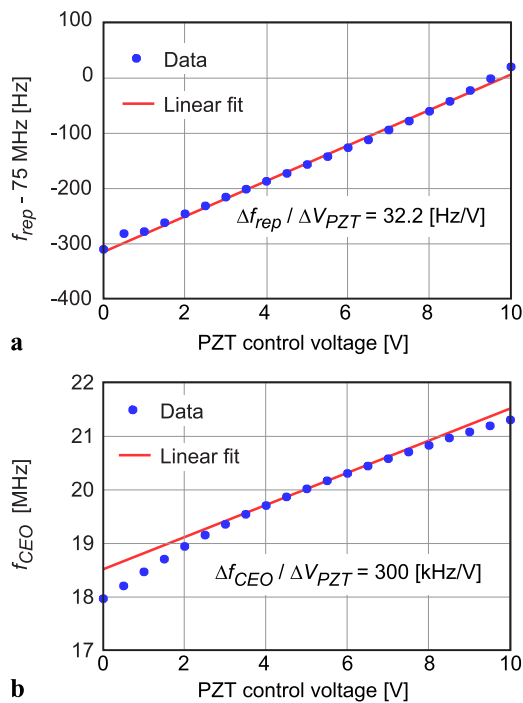 100
0
-100
-200
-300
-400
f_rep - 75 MHz [Hz]
Data
Linear fit
Δf_rep / ΔV_PZT = 32.2 [Hz/V]
0 2 4 6 8 10
a
PZT control voltage [V]
22
21
20
19
18
17
f_CEO [MHz]
Data
Linear fit
Δf_CEO / ΔV_PZT = 300 [kHz/V]
0 2 4 6 8 10
b
PZT control voltage [V]